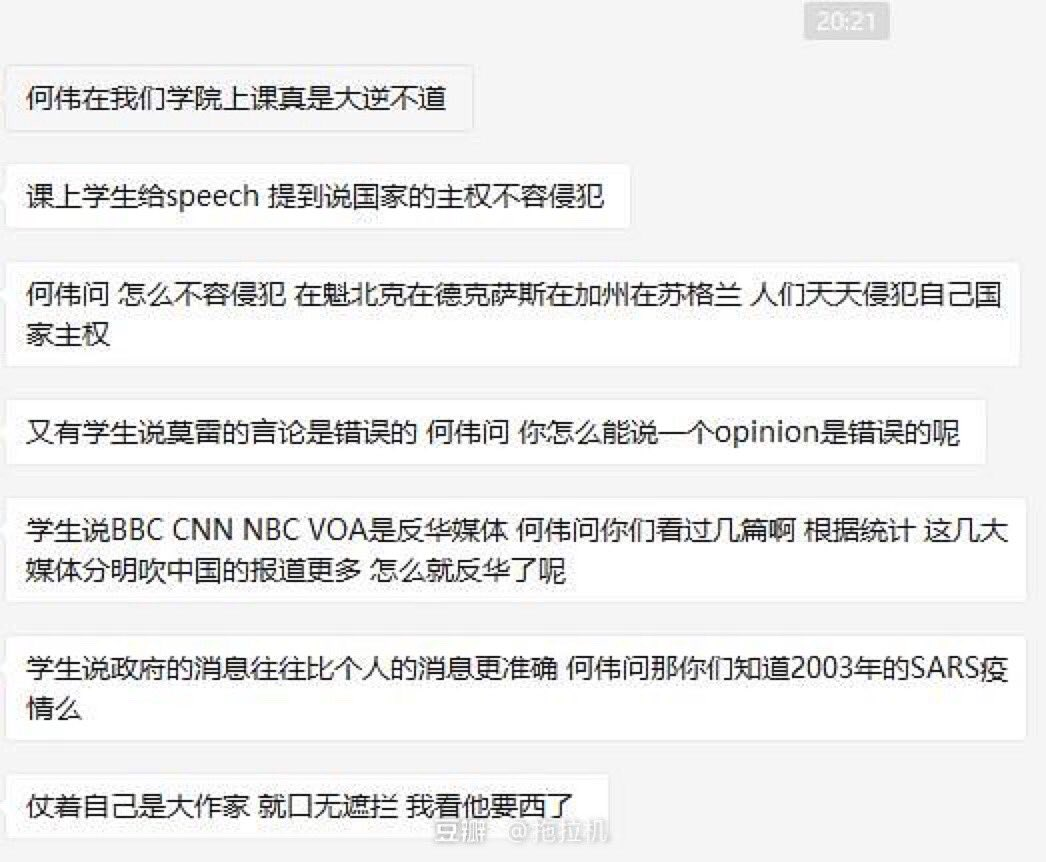 20:21
何伟在我们学院上课真是大逆不道
课上学生给speech 提到说国家的主权不容侵犯
何伟问 怎么不容侵犯 在魁北克在德克萨斯在加州在苏格兰 人们天天侵犯自己国
家主权
又有学生说莫雷的言论是错误的 何伟问 你怎么能说一个opinion是错误的呢
学生说BBC CNN NBC VOA是反华媒体 何伟问你们看过几篇啊 根据统计 这几大
媒体分明吹中国的报道更多 怎么就反华了呢
学生说政府的消息往往比个人的消息更准确 何伟问那你们知道2003年的SARS疫
情么
仗着自己是大作家 就口无遮拦 我看他要西了
豆瓣 @拖拉机